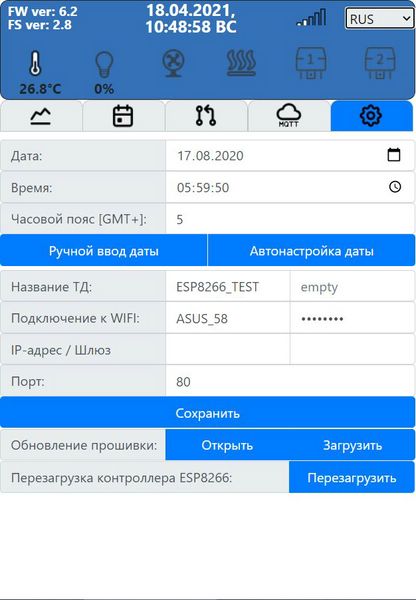 FW ver: 6.2
FS ver: 2.8
18.04.2021,
10:48:58 ВС
RUS
1
2
26.8°C
0%
MQTT
Дата:
17.08.2020
Время:
05:59:50
Часовой пояс [GMT+]:
5
Ручной ввод даты
Автонастройка даты
Название ТД:
ESP8266_TEST
empty
Подключение к WIFI:
ASUS_58
••••••••
IP-адрес / Шлюз
Порт:
80
Сохранить
Обновление прошивки:
Открыть
Загрузить
Перезагрузка контроллера ESP8266:
Перезагрузить